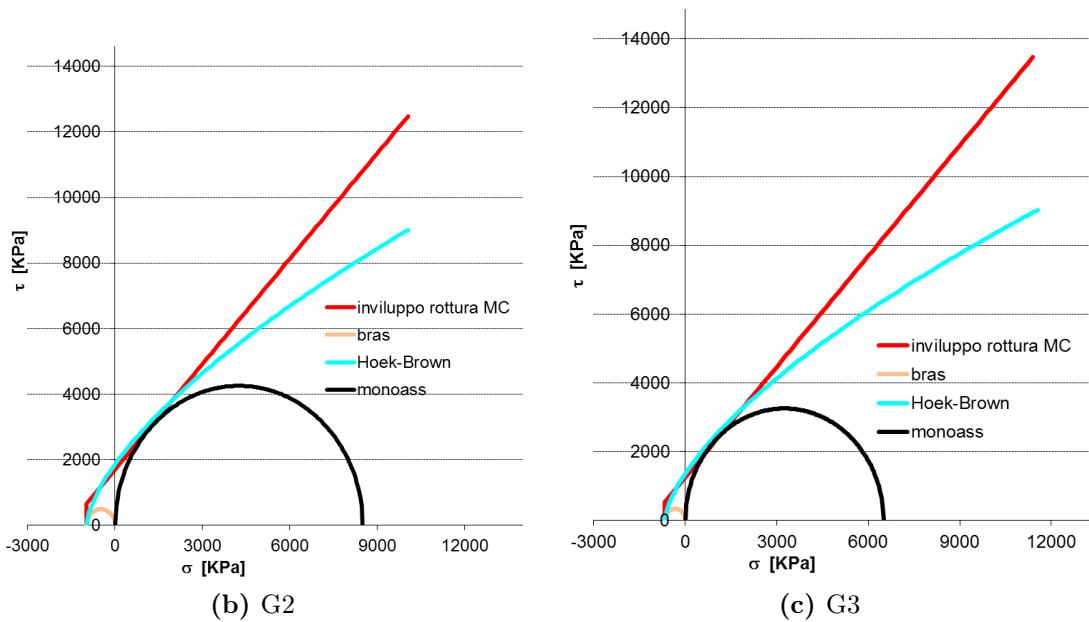 14000
12000
10000
8000
6000
4000
2000
0
-3000 0 3000 6000 9000 12000
τ [KPa]
σ [KPa]
inviluppo rottura MC
bras
Hoek-Brown
monoass
(b) G2
14000
12000
10000
8000
6000
4000
2000
0
-3000 0 3000 6000 9000 12000
τ [KPa]
σ [KPa]
inviluppo rottura MC
bras
Hoek-Brown
monoass
(c) G3